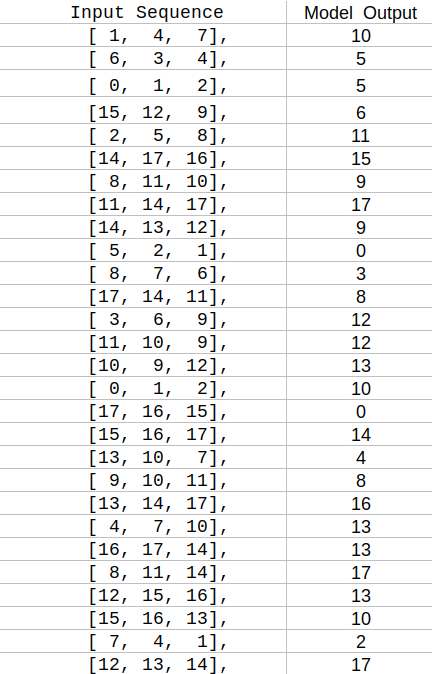 Input Sequence Model Output
[ 1, 4, 7], 10
[ 6, 3, 4], 5
[ 0, 1, 2], 5
[15, 12, 9], 6
[ 2, 5, 8], 11
[14, 17, 16], 15
[ 8, 11, 10], 9
[11, 14, 17], 17
[14, 13, 12], 9
[ 5, 2, 1], 0
[ 8, 7, 6], 3
[17, 14, 11], 8
[ 3, 6, 9], 12
[11, 10, 9], 12
[10, 9, 12], 13
[ 0, 1, 2], 10
[17, 16, 15], 0
[15, 16, 17], 14
[13, 10, 7], 4
[ 9, 10, 11], 8
[13, 14, 17], 16
[ 4, 7, 10], 13
[16, 17, 14], 13
[ 8, 11, 14], 17
[12, 15, 16], 13
[15, 16, 13], 10
[ 7, 4, 1], 2
[12, 13, 14], 17